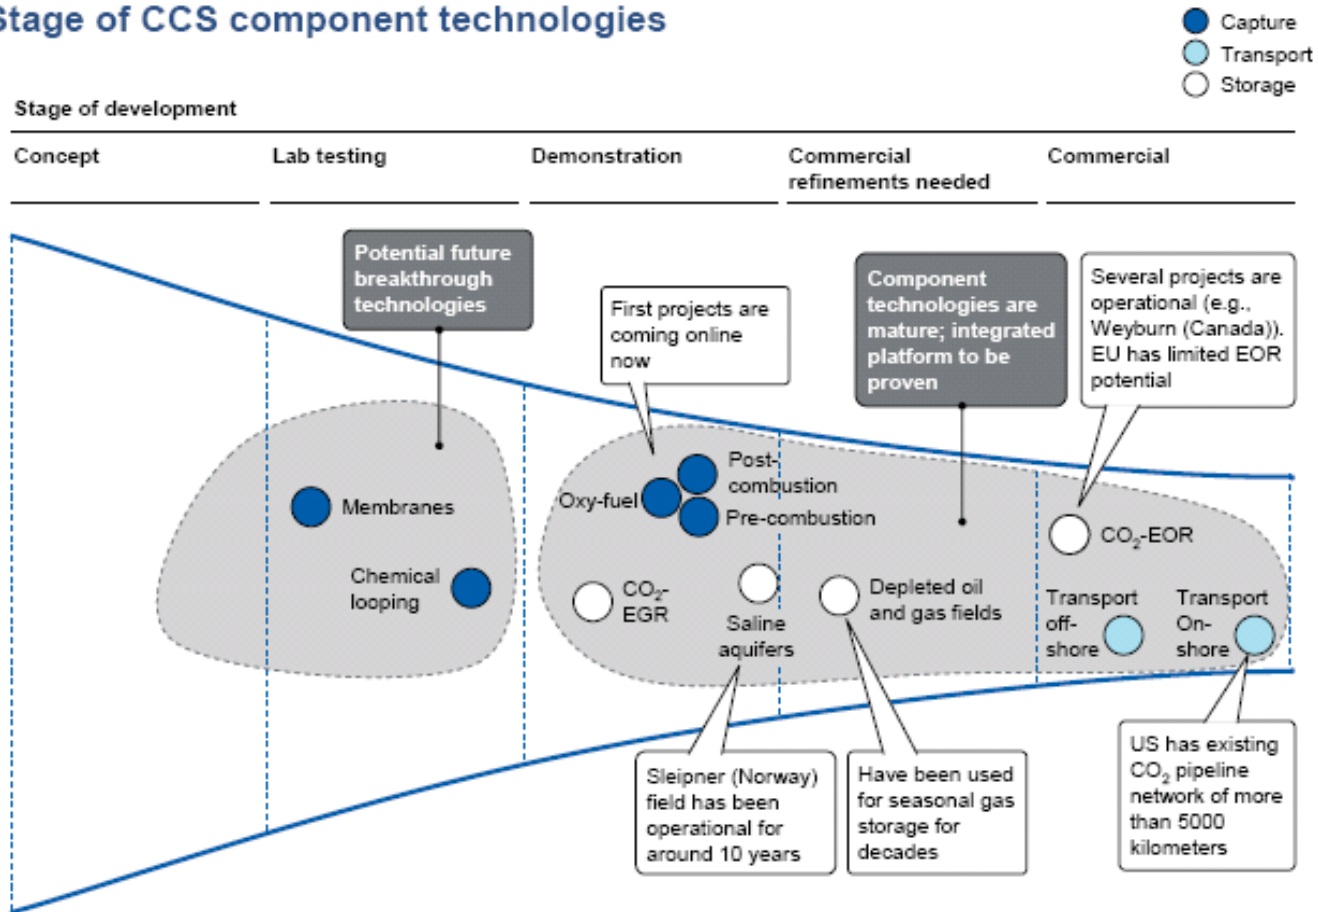 Stage of CCS component technologies
Capture
Transport
Storage
Stage of development
Concept
Lab testing
Demonstration
Commercial
refinements needed
Commercial
Potential future
breakthrough
technologies
First projects are
coming online
now
Component
technologies are
mature; integrated
platform to be
proven
Several projects are
operational (e.g.,
Weyburn (Canada)).
EU has limited EOR
potential
Membranes
Chemical
looping
Oxy-fuel
Post-
combustion
Pre-combustion
CO₂-
EGR
Saline
aquifers
Depleted oil
and gas fields
CO₂-EOR
Transport
off-
shore
Transport
On-
shore
Sleipner (Norway)
field has been
operational for
around 10 years
Have been used
for seasonal gas
storage for
decades
US has existing
CO₂ pipeline
network of more
than 5000
kilometers